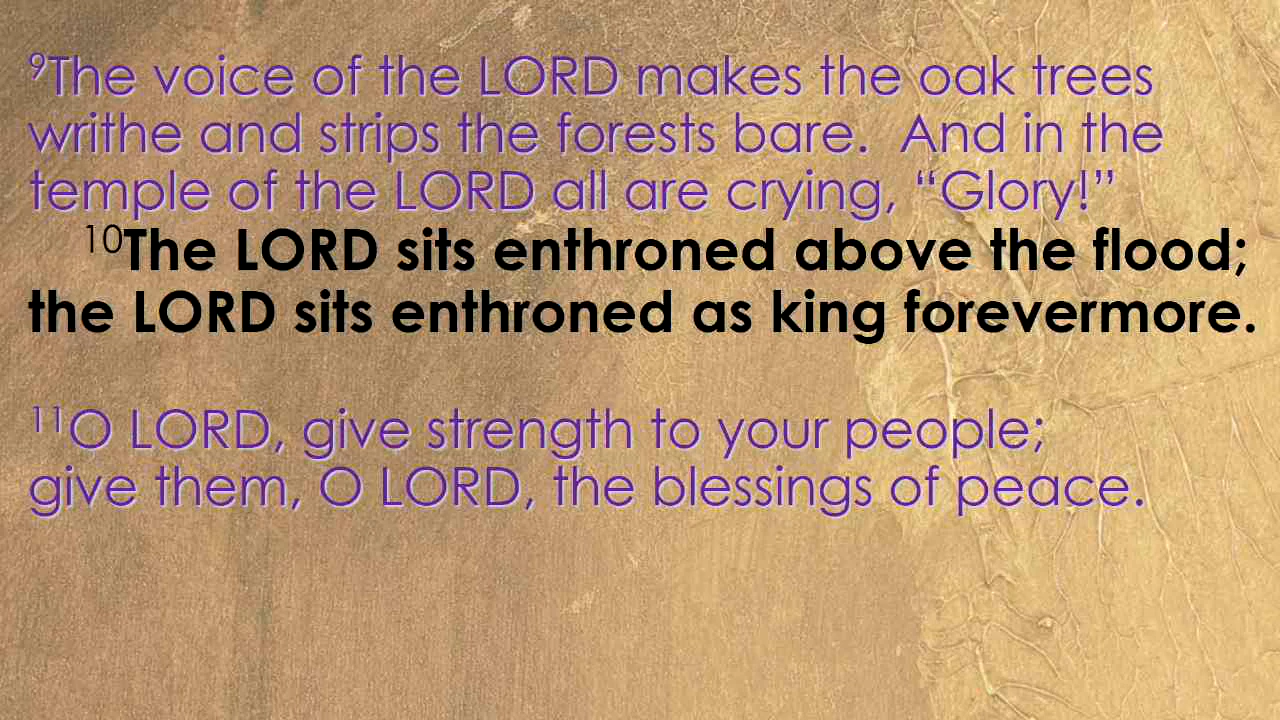 ⁹The voice of the LORD makes the oak trees
writhe and strips the forests bare.  And in the
temple of the LORD all are crying, “Glory!”
¹⁰The LORD sits enthroned above the flood;
the LORD sits enthroned as king forevermore.
¹¹O LORD, give strength to your people;
give them, O LORD, the blessings of peace.